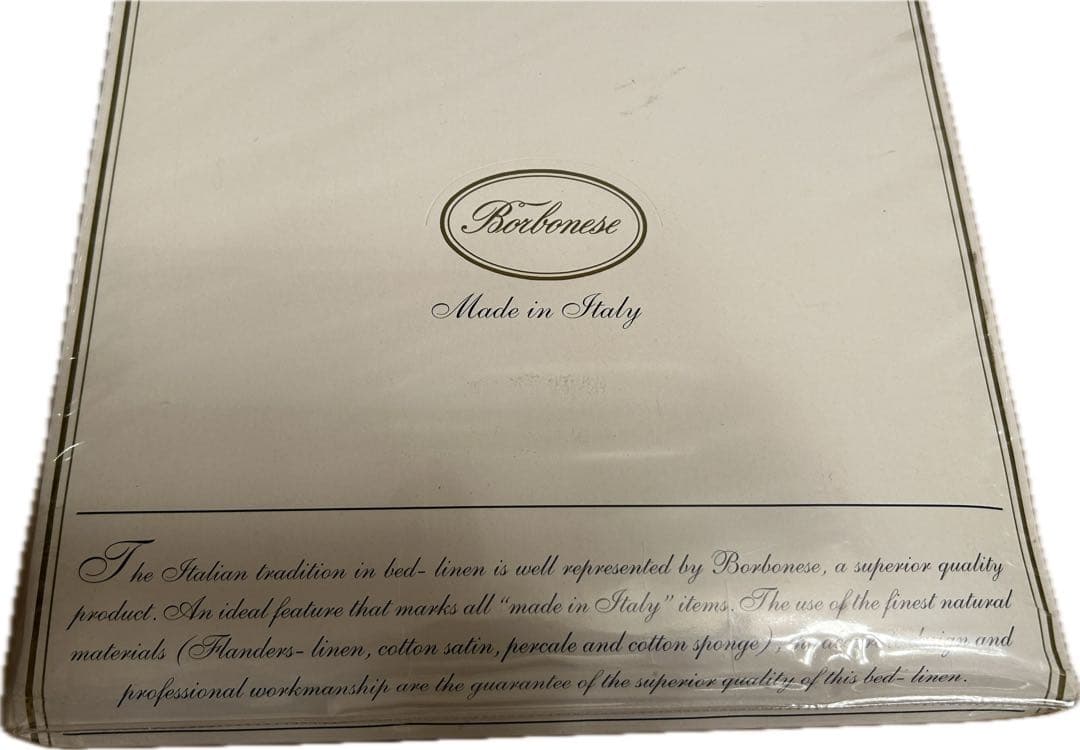 Borbonese
Made in Italy
The Italian tradition in bed- linen is well represented by Borbonese, a superior quality
product. An ideal feature that marks all "made in Italy" items. The use of the finest natural
materials (Flanders- linen, cotton satin, percale and cotton sponge), design and
professional workmanship are the guarantee of the superior quality of this bed- linen.